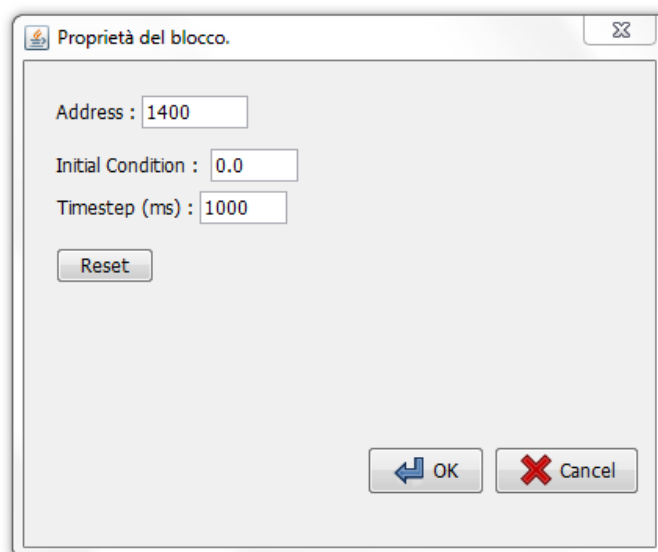 Proprietà del blocco.
Address : 1400
Initial Condition : 0.0
Timestep (ms) : 1000
Reset
OK Cancel